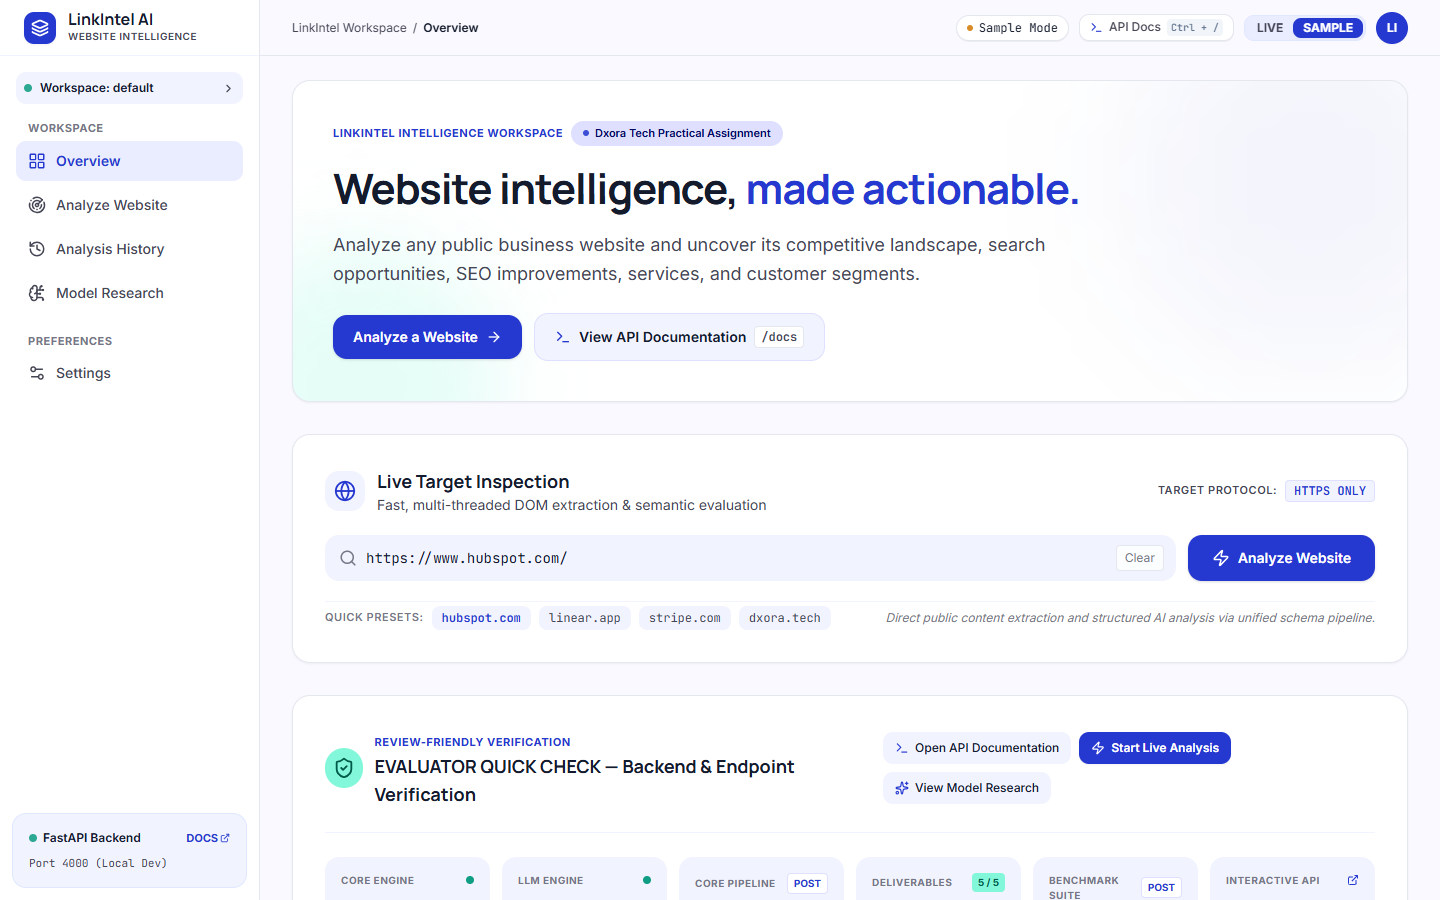 LinkIntel AI
WEBSITE INTELLIGENCE
Workspace: default
WORKSPACE
Overview
Analyze Website
Analysis History
Model Research
PREFERENCES
Settings
FastAPI Backend
DOCS
Port 4000 (Local Dev)
LinkIntel Workspace / Overview
Sample Mode
API Docs Ctrl + /
LIVE SAMPLE
LI
LINKINTEL INTELLIGENCE WORKSPACE
Dxora Tech Practical Assignment
Website intelligence, made actionable.
Analyze any public business website and uncover its competitive landscape, search
opportunities, SEO improvements, services, and customer segments.
Analyze a Website
View API Documentation /docs
Live Target Inspection
Fast, multi-threaded DOM extraction & semantic evaluation
TARGET PROTOCOL: HTTPS ONLY
https://www.hubspot.com/
Clear
Analyze Website
QUICK PRESETS: hubspot.com linear.app stripe.com dxora.tech
Direct public content extraction and structured AI analysis via unified schema pipeline.
REVIEW-FRIENDLY VERIFICATION
EVALUATOR QUICK CHECK — Backend & Endpoint
Verification
Open API Documentation
Start Live Analysis
View Model Research
CORE ENGINE
LLM ENGINE
CORE PIPELINE POST
DELIVERABLES 5 / 5
BENCHMARK
SUITE
POST
INTERACTIVE API